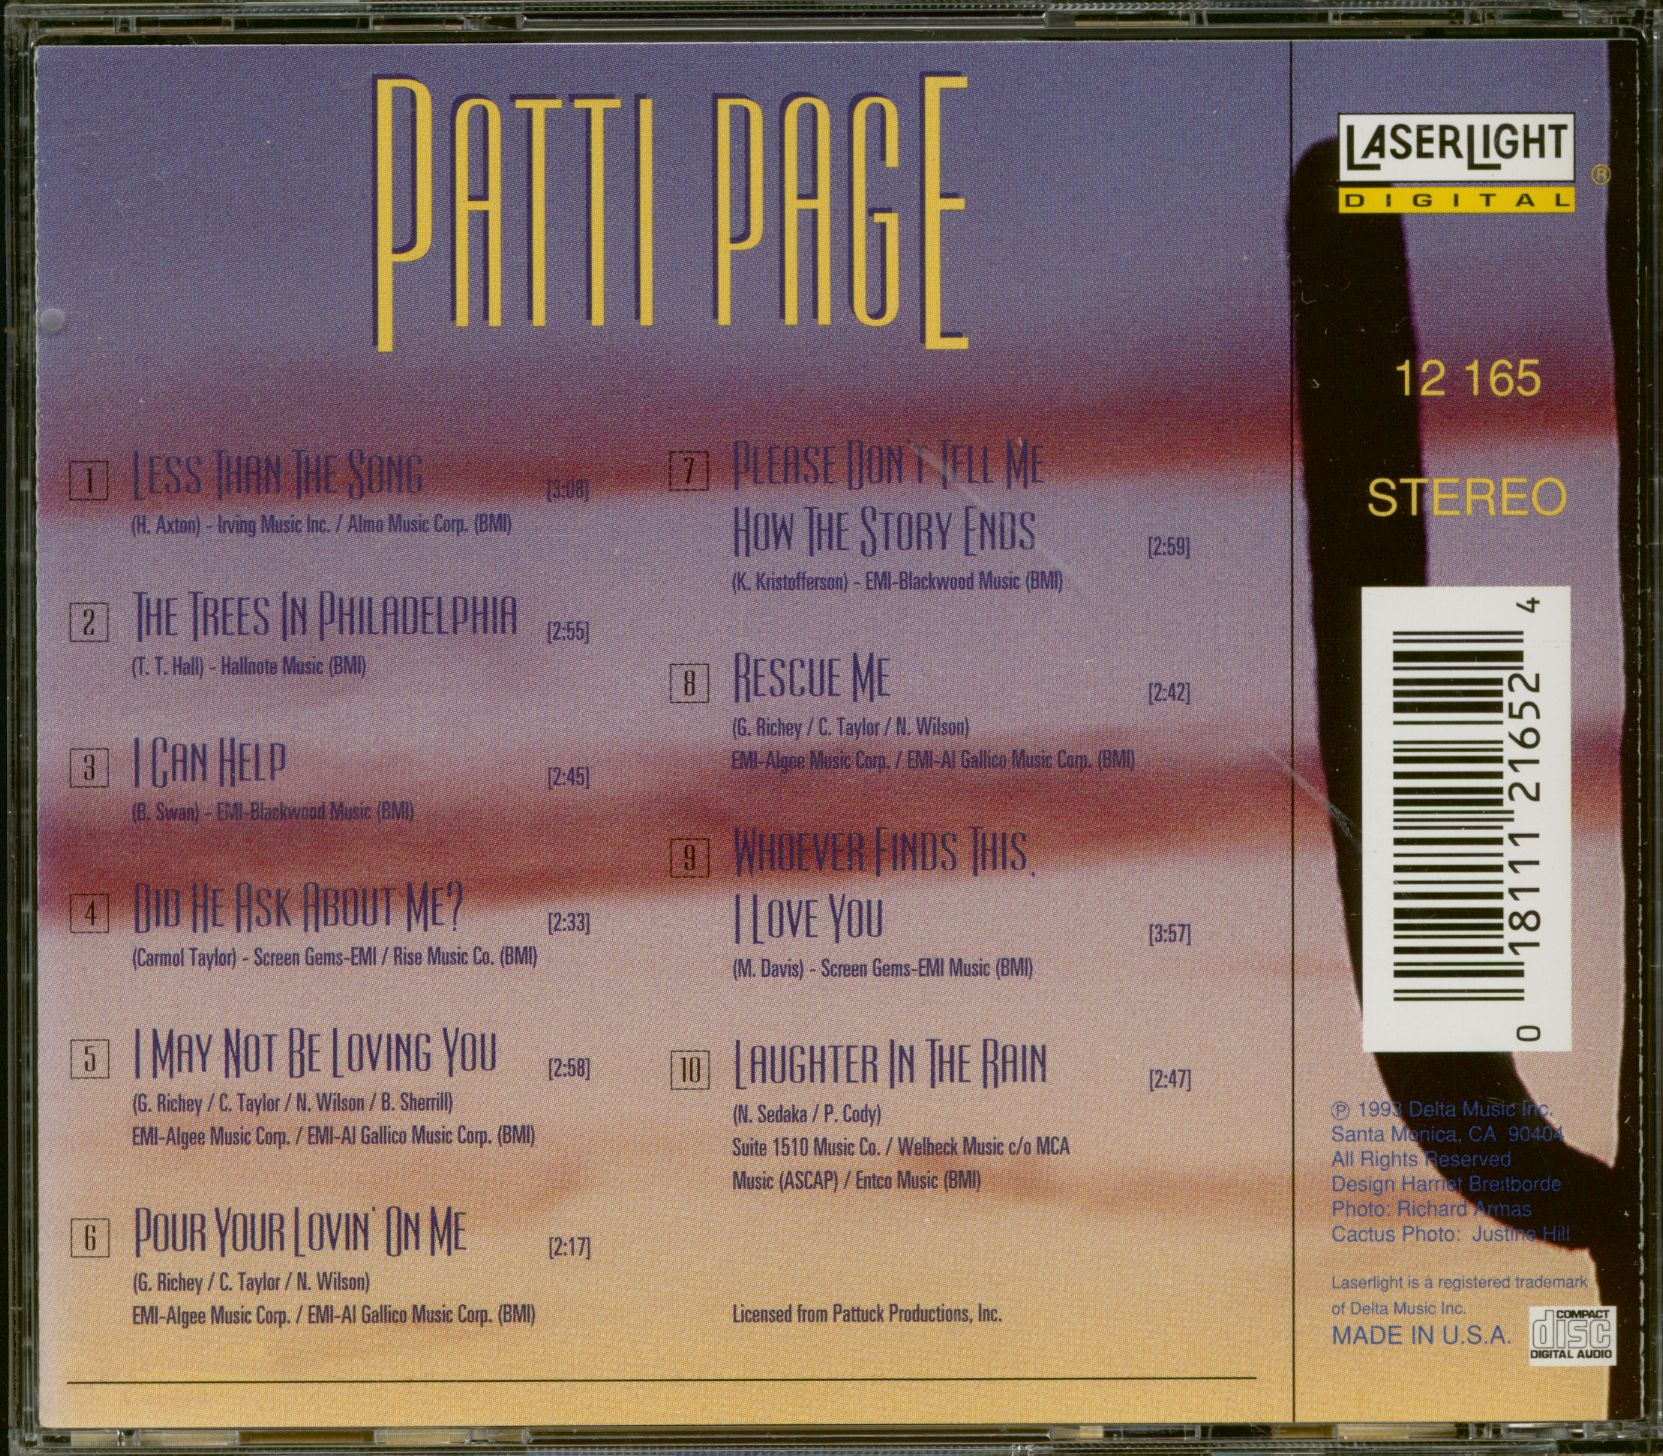 PATTI PAGE
1 LESS THAN THE SONG [3:08]
(H. Axton) - Irving Music Inc. / Almo Music Corp. (BMI)
2 THE TREES IN PHILADELPHIA [2:55]
(T. T. Hall) - Hallnote Music (BMI)
3 I CAN HELP [2:45]
(B. Swan) - EMI-Blackwood Music (BMI)
4 DID HE ASK ABOUT ME? [2:33]
(Carmol Taylor) - Screen Gems-EMI / Rise Music Co. (BMI)
5 I MAY NOT BE LOVING YOU [2:58]
(G. Richey / C. Taylor / N. Wilson / B. Sherrill)
EMI-Algee Music Corp. / EMI-Al Gallico Music Corp. (BMI)
6 POUR YOUR LOVIN' ON ME [2:17]
(G. Richey / C. Taylor / N. Wilson)
EMI-Algee Music Corp. / EMI-Al Gallico Music Corp. (BMI)
7 PLEASE DON'T TELL ME
HOW THE STORY ENDS [2:59]
(K. Kristofferson) - EMI-Blackwood Music (BMI)
8 RESCUE ME [2:42]
(G. Richey / C. Taylor / N. Wilson)
EMI-Algee Music Corp. / EMI-Al Gallico Music Corp. (BMI)
9 WHOEVER FINDS THIS,
I LOVE YOU [3:57]
(M. Davis) - Screen Gems-EMI Music (BMI)
10 LAUGHTER IN THE RAIN [2:47]
(N. Sedaka / P. Cody)
Suite 1510 Music Co. / Welbeck Music c/o MCA
Music (ASCAP) / Entco Music (BMI)
Licensed from Pattuck Productions, Inc.
LASERLIGHT ®
DIGITAL
12 165
STEREO
0 18111 21652 4
℗ 1993 Delta Music Inc.
Santa Monica, CA 90404
All Rights Reserved
Design Harriet Breitborde
Photo: Richard Armas
Cactus Photo: Justine Hill
Laserlight is a registered trademark
of Delta Music Inc.
MADE IN U.S.A.
COMPACT
disc
DIGITAL AUDIO